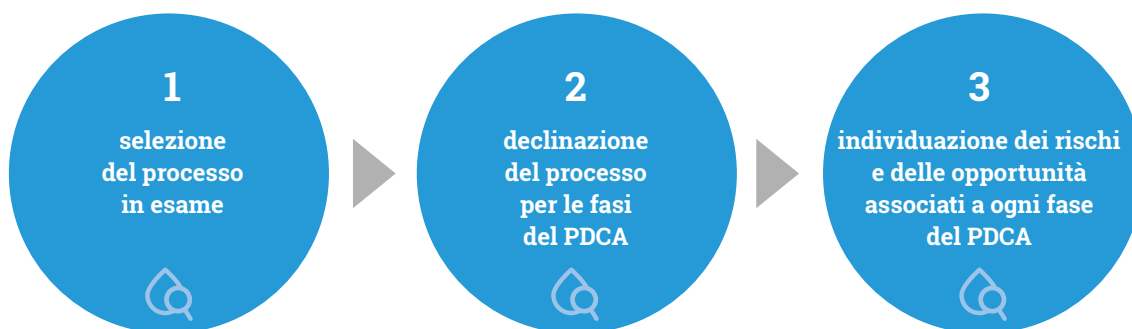 1
selezione
del processo
in esame
2
declinazione
del processo
per le fasi
del PDCA
3
individuazione dei rischi
e delle opportunità
associati a ogni fase
del PDCA